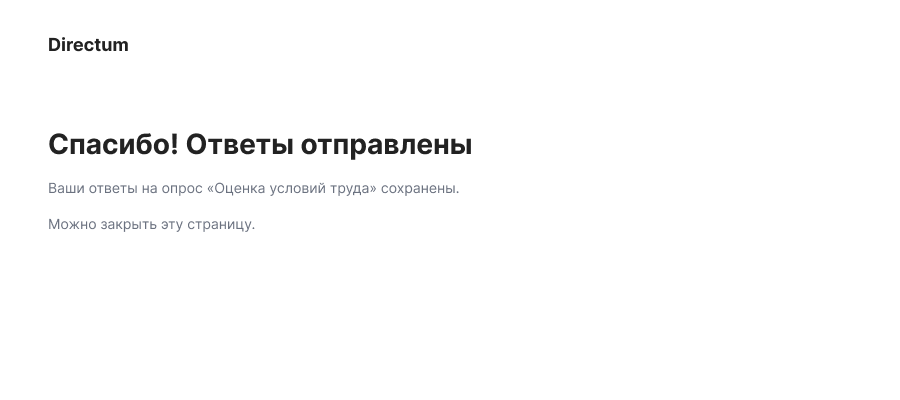 Directum
Спасибо! Ответы отправлены
Ваши ответы на опрос «Оценка условий труда» сохранены.
Можно закрыть эту страницу.